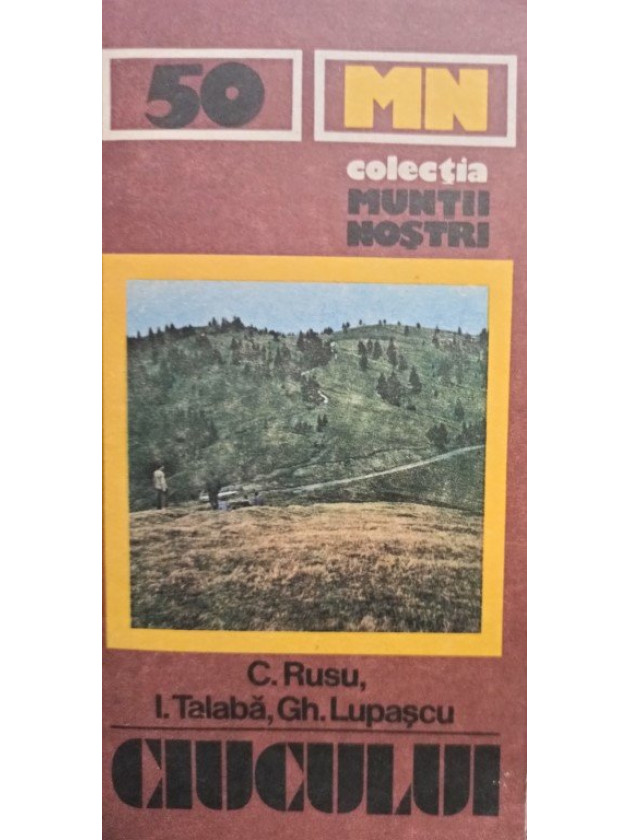 50
MN
colecția
MUNȚII
NOȘTRI
C. Rusu,
I. Talabă, Gh. Lupașcu
CIUCULUI